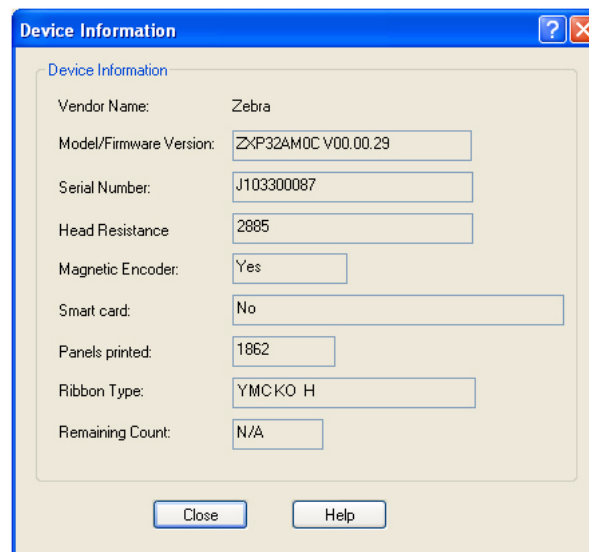 Device Information
Device Information
Vendor Name: Zebra
Model/Firmware Version: ZXP32AM0C V00.00.29
Serial Number: J103300087
Head Resistance 2885
Magnetic Encoder: Yes
Smart card: No
Panels printed: 1862
Ribbon Type: YMCKO H
Remaining Count: N/A
Close Help